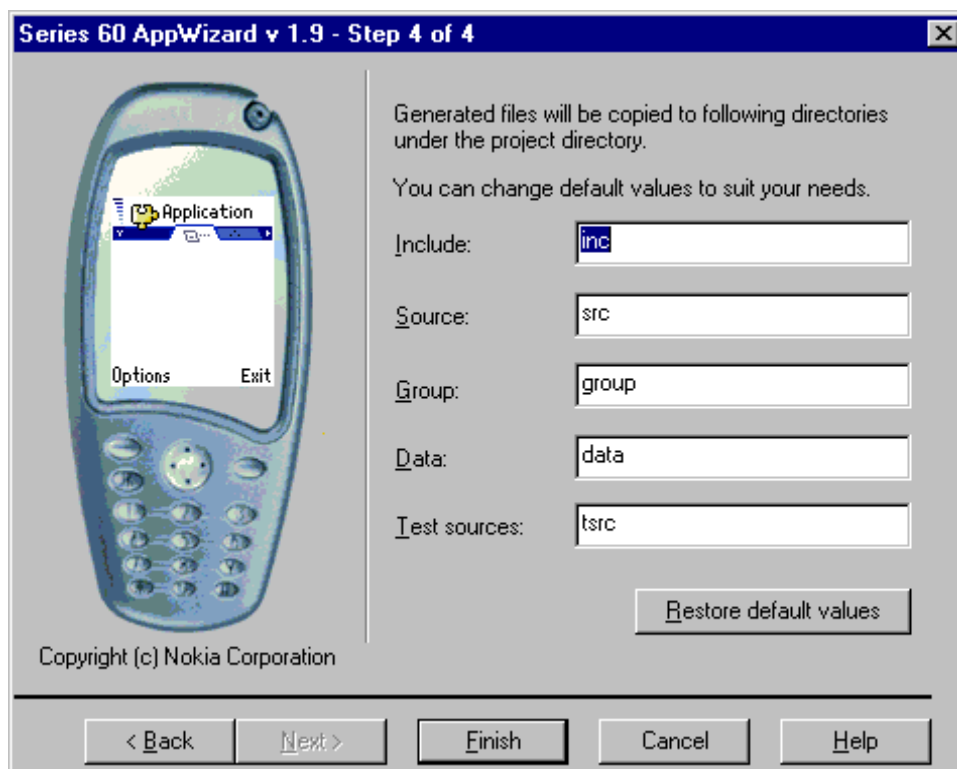 Series 60 AppWizard v 1.9 - Step 4 of 4
Application
Options Exit
Copyright (c) Nokia Corporation
Generated files will be copied to following directories
under the project directory.
You can change default values to suit your needs.
Include: inc
Source: src
Group: group
Data: data
Test sources: tsrc
Restore default values
< Back Next > Finish Cancel Help